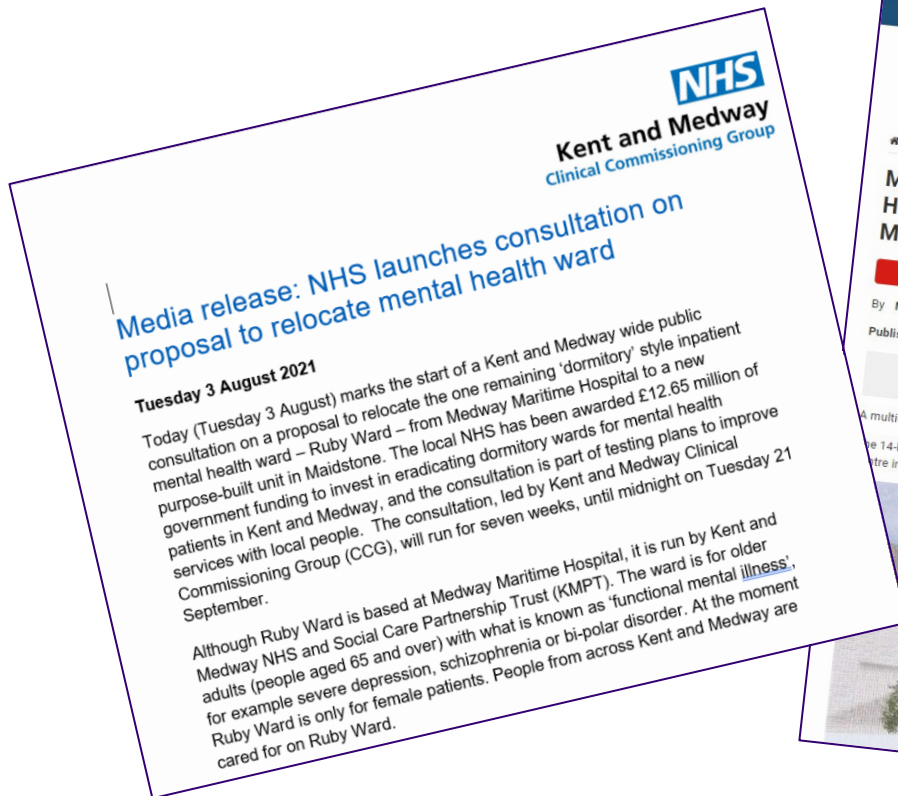 NHS
Kent and Medway
Clinical Commissioning Group
Media release: NHS launches consultation on
proposal to relocate mental health ward
Tuesday 3 August 2021
Today (Tuesday 3 August) marks the start of a Kent and Medway wide public
consultation on a proposal to relocate the one remaining ‘dormitory’ style inpatient
mental health ward – Ruby Ward – from Medway Maritime Hospital to a new
purpose-built unit in Maidstone. The local NHS has been awarded £12.65 million of
government funding to invest in eradicating dormitory wards for mental health
patients in Kent and Medway, and the consultation is part of testing plans to improve
services with local people.  The consultation, led by Kent and Medway Clinical
Commissioning Group (CCG), will run for seven weeks, until midnight on Tuesday 21
September.
Although Ruby Ward is based at Medway Maritime Hospital, it is run by Kent and
Medway NHS and Social Care Partnership Trust (KMPT). The ward is for older
adults (people aged 65 and over) with what is known as ‘functional mental illness’,
for example severe depression, schizophrenia or bi-polar disorder. At the moment
Ruby Ward is only for female patients. People from across Kent and Medway are
cared for on Ruby Ward.
By
A